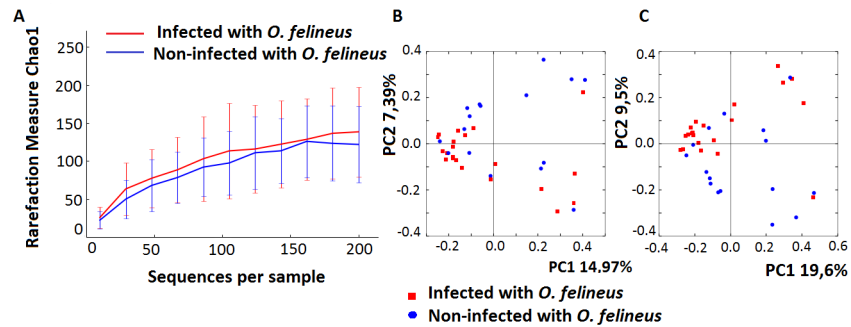 A
Infected with O. felineus
Non-infected with O. felineus
Rarefaction Measure Chao1
250
200
150
100
50
0
0
50
100
150
200
Sequences per sample
B
PC2 7,39%
0.4
0.2
0.0
-0.2
-0.4
-0.2
0.0
0.2
0.4
0.6
PC1 14.97%
C
PC2 9,5%
0.4
0.2
0.0
-0.2
-0.4
-0.4
-0.2
0.0
0.2
0.4
0.6
PC1 19,6%
Infected with O. felineus
Non-infected with O. felineus